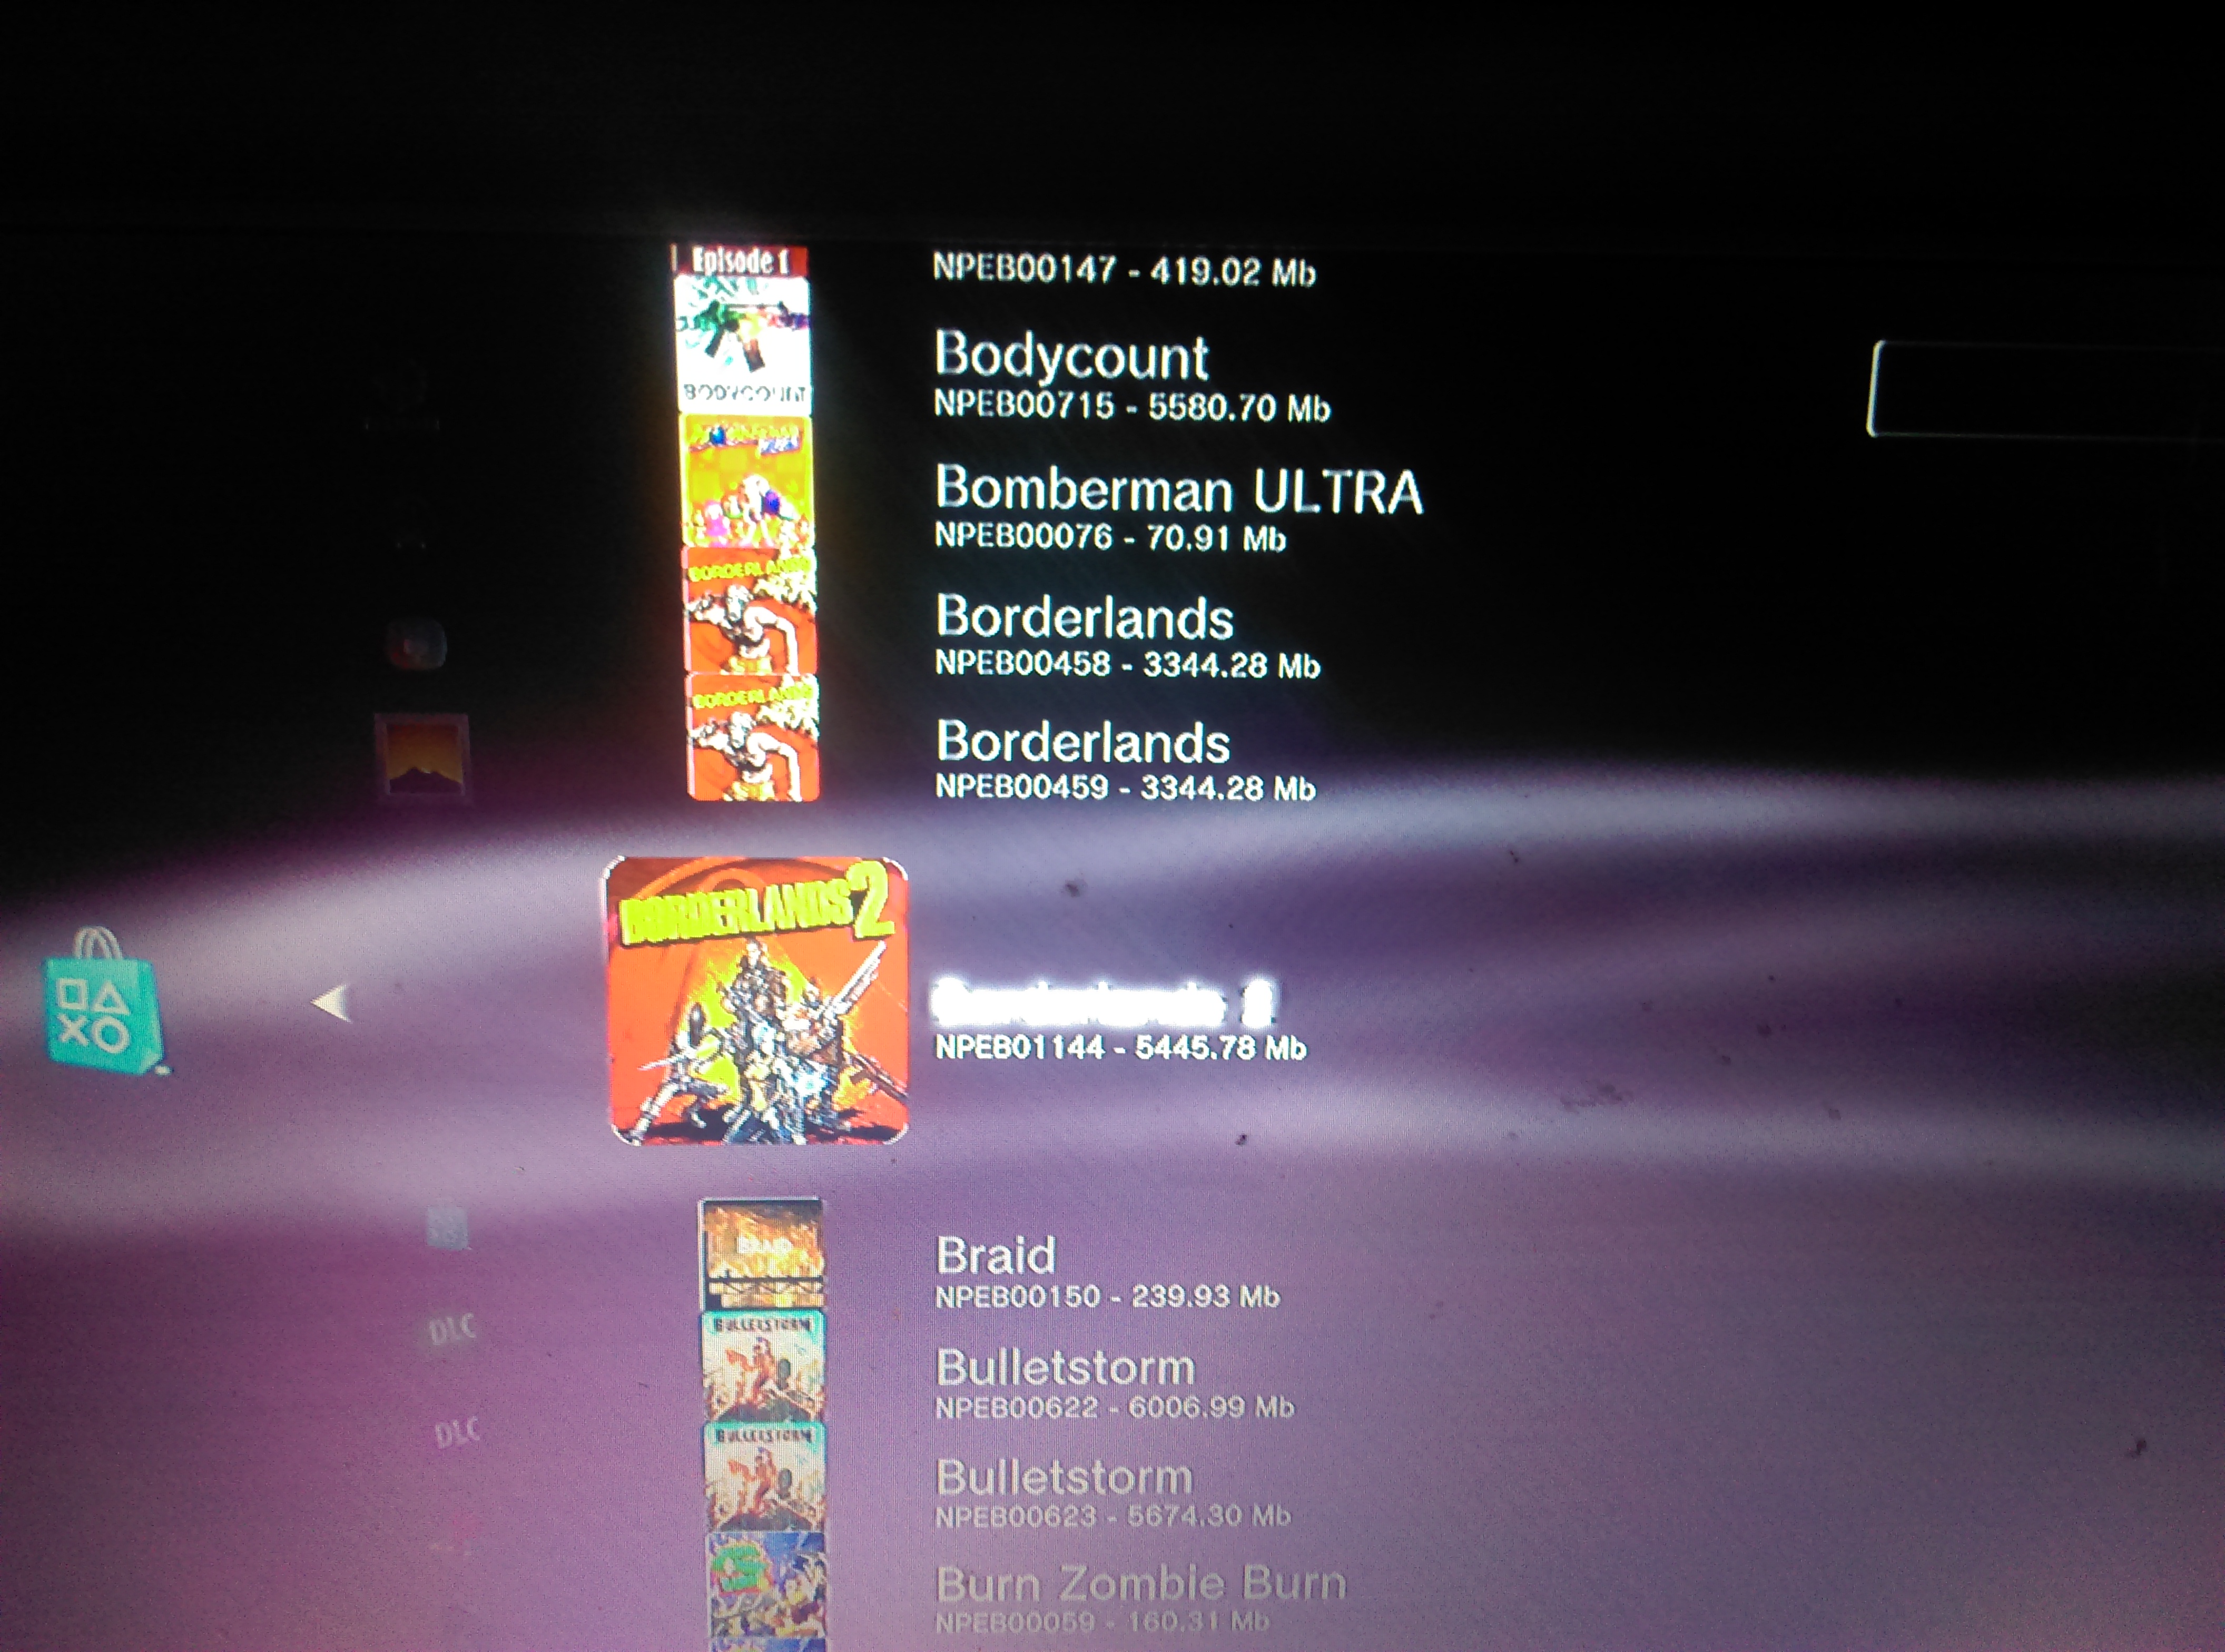 Episode 1
NPEB00147 - 419.02 Mb
BODYCOUNT
Bodycount
NPEB00715 - 5580.70 Mb
Bomberman ULTRA
NPEB00076 - 70.91 Mb
BORDERLANDS
Borderlands
NPEB00458 - 3344.28 Mb
BORDERLANDS
Borderlands
NPEB00459 - 3344.28 Mb
BORDERLANDS 2
Borderlands 2
NPEB01144 - 5445.78 Mb
BRAID
Braid
NPEB00150 - 239.93 Mb
DLC
BULLETSTORM
Bulletstorm
NPEB00622 - 6006.99 Mb
DLC
BULLETSTORM
Bulletstorm
NPEB00623 - 5674.30 Mb
Burn Zombie Burn
NPEB00059 - 160.31 Mb